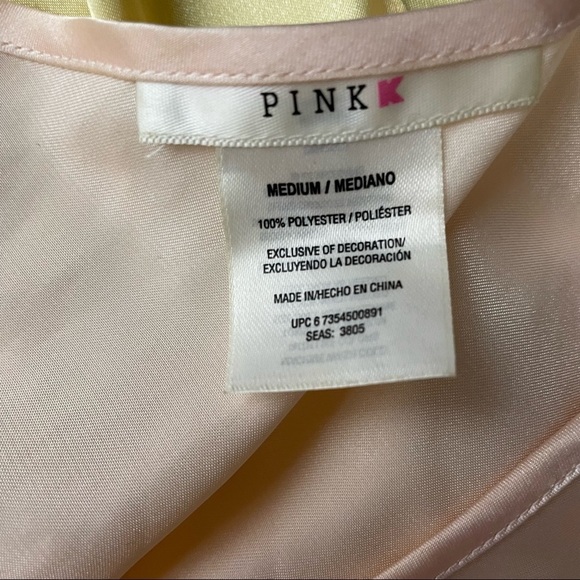 PINK K
MEDIUM / MEDIANO
100% POLYESTER / POLIÉSTER
EXCLUSIVE OF DECORATION/
EXCLUYENDO LA DECORACIÓN
MADE IN/HECHO EN CHINA
UPC 6 7354500891
SEAS: 3805